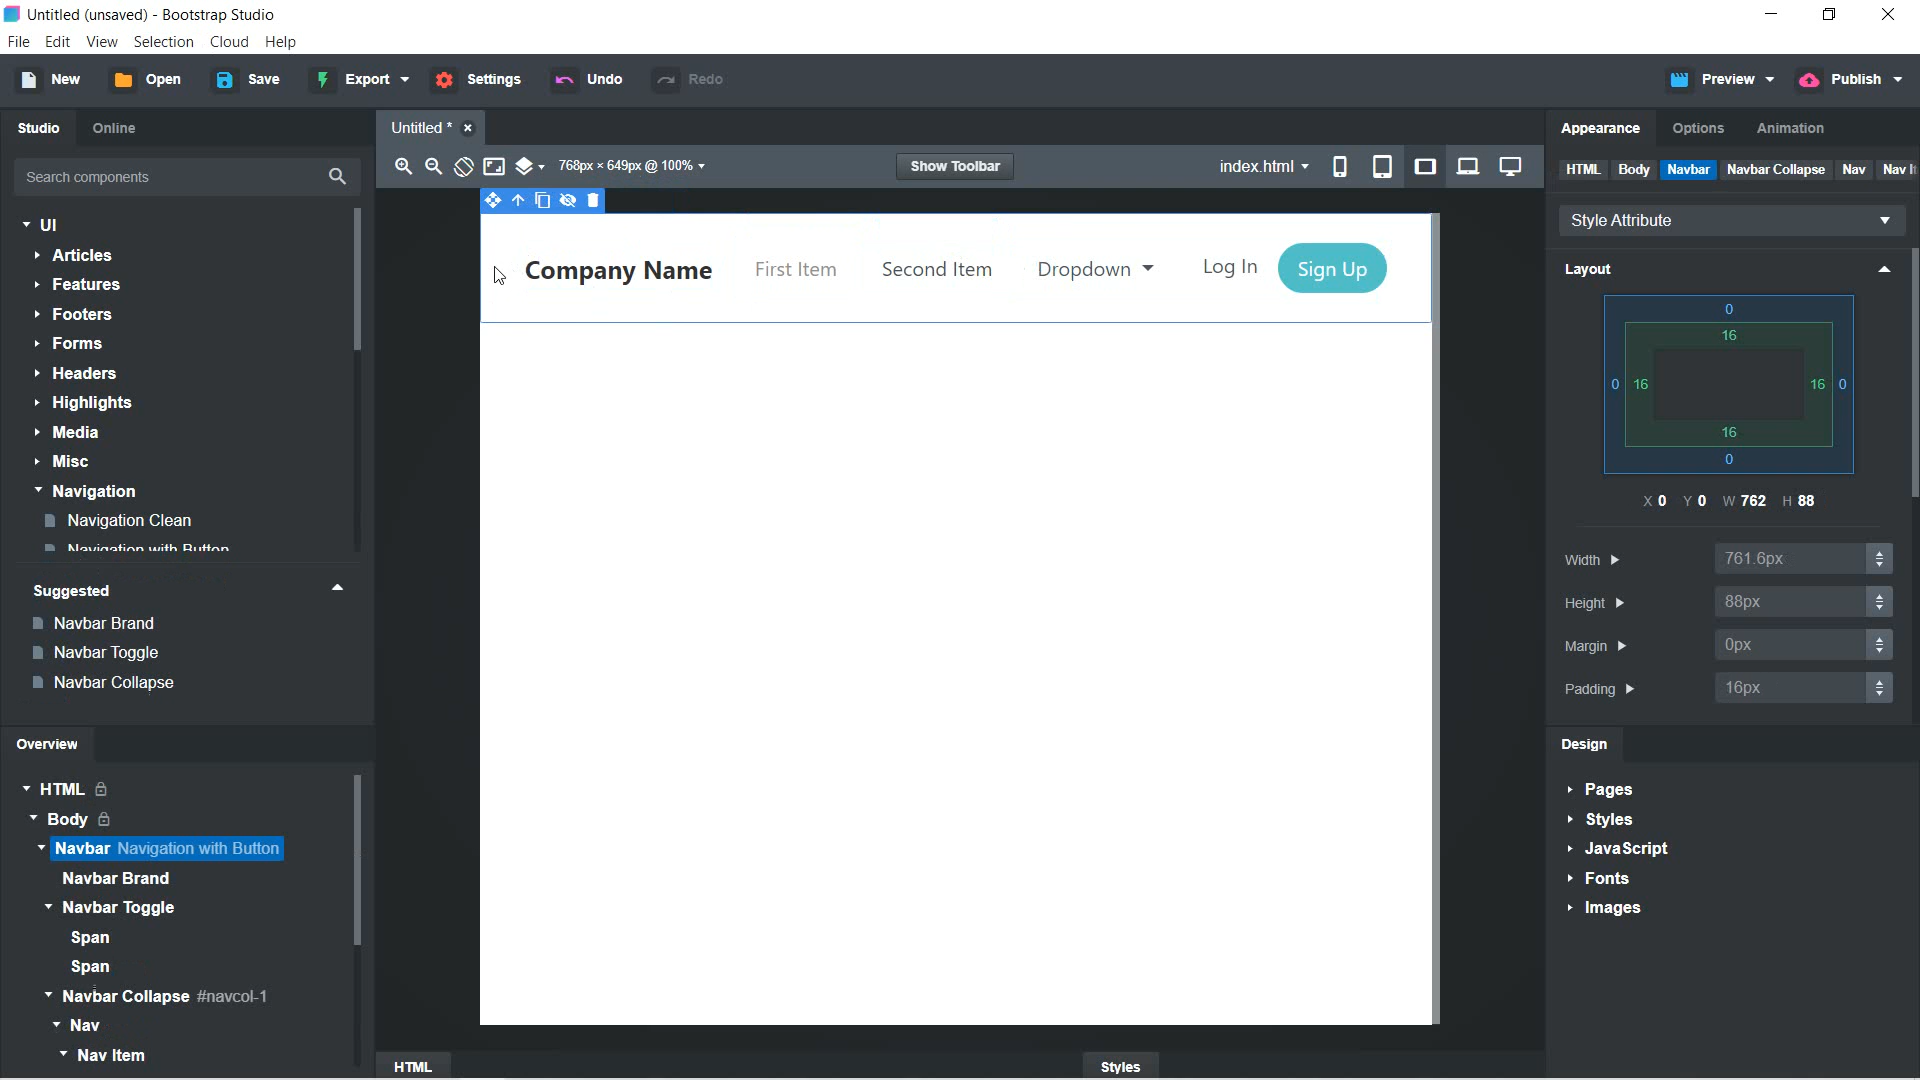 Untitled (unsaved) - Bootstrap Studio
File Edit View Selection Cloud Help
New Open Save Export Settings Undo Redo Preview Publish
Studio Online
Search components
UI
Articles
Features
Footers
Forms
Headers
Highlights
Media
Misc
Navigation
Navigation Clean
Navigation with Button
Suggested
Navbar Brand
Navbar Toggle
Navbar Collapse
Overview
HTML
Body
Navbar Navigation with Button
Navbar Brand
Navbar Toggle
Span
Span
Navbar Collapse #navcol-1
Nav
Nav Item
Untitled *
768px × 649px @ 100% Show Toolbar index.html
Company Name First Item Second Item Dropdown Log In Sign Up
HTML Styles
Appearance Options Animation
HTML Body Navbar Navbar Collapse Nav Nav It
Style Attribute
Layout
0
16
0 16 16 0
16
0
X 0 Y 0 W 762 H 88
Width 761.6px
Height 88px
Margin 0px
Padding 16px
Design
Pages
Styles
JavaScript
Fonts
Images